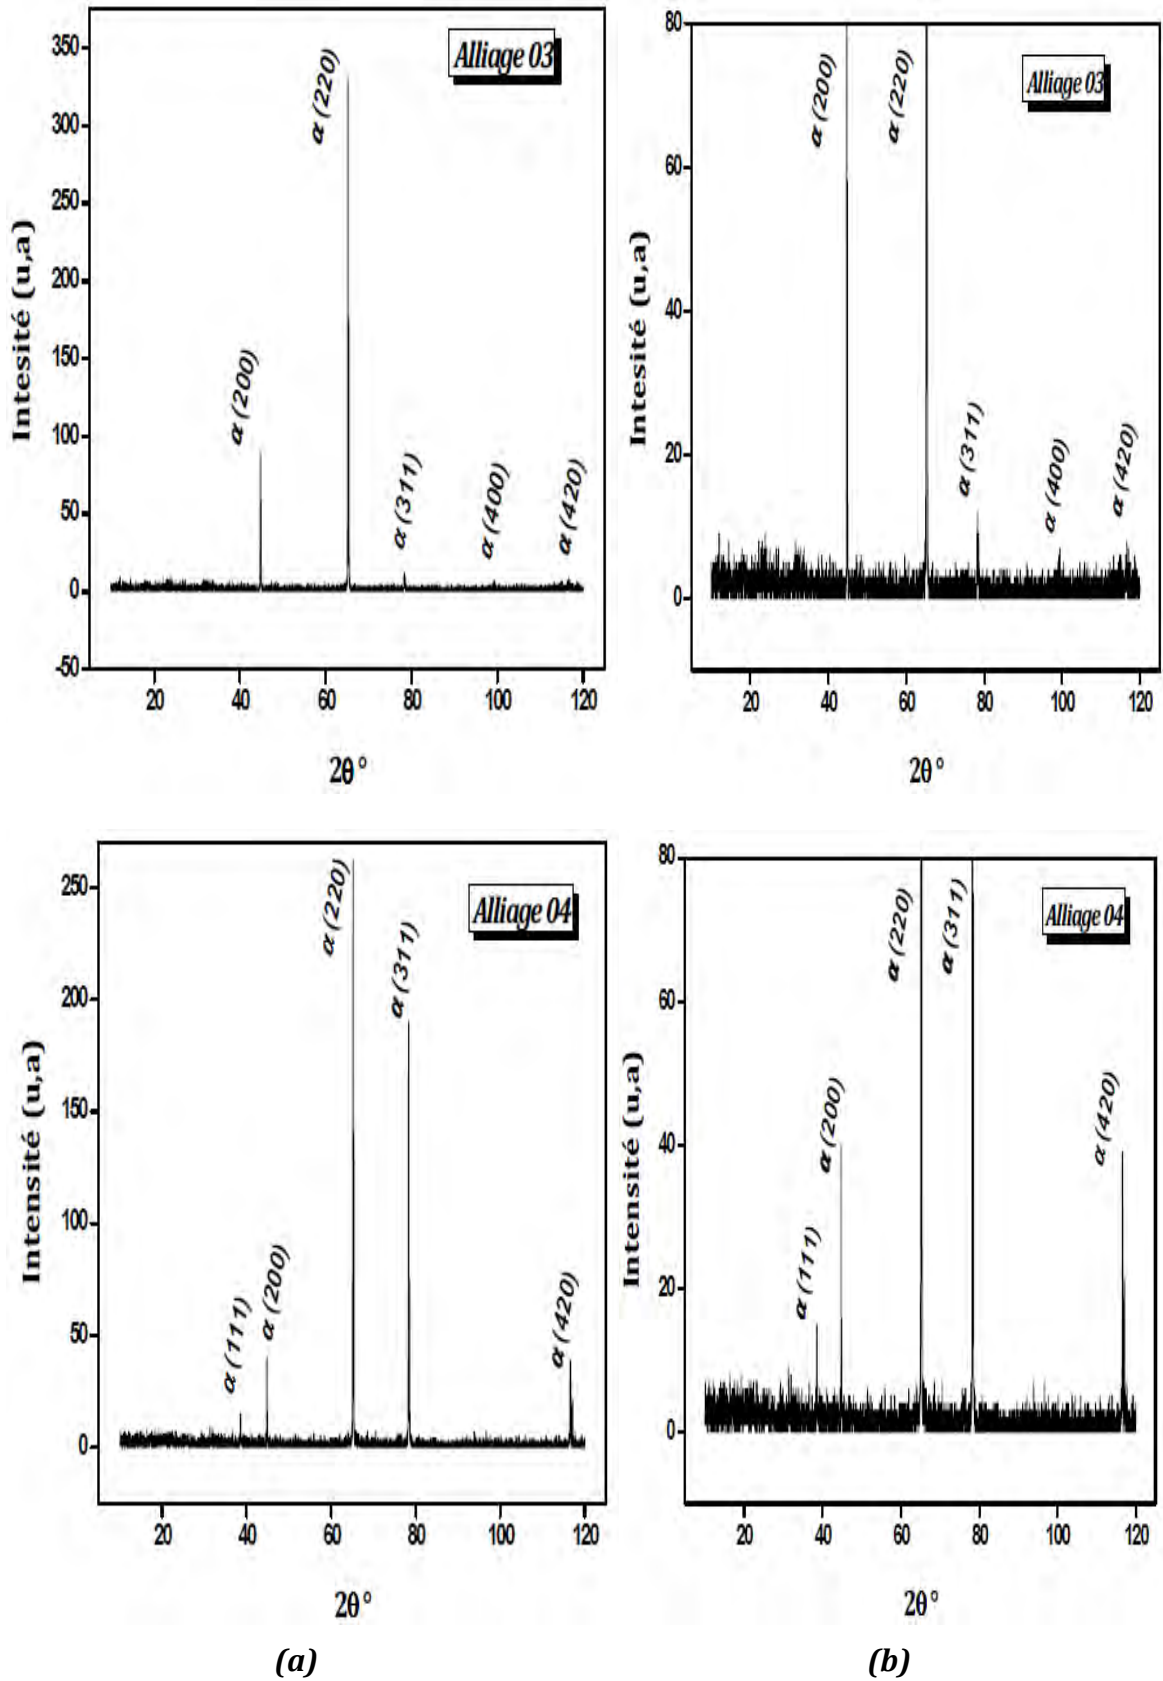 Alliage 03
α (220)
α (200)
α (311)
α (400)
α (420)
350
300
250
200
150
100
50
0
-50
20 40 60 80 100 120
Intesité (u,a)
2θ°
Alliage 03
α (200)
α (220)
α (311)
α (400)
α (420)
80
60
40
20
0
20 40 60 80 100 120
Intesité (u,a)
2θ°
Alliage 04
α (220)
α (311)
α (111)
α (200)
α (420)
250
200
150
100
50
0
20 40 60 80 100 120
Intensité (u,a)
2θ°
(a)
Alliage 04
α (220)
α (311)
α (200)
α (111)
α (420)
80
60
40
20
0
20 40 60 80 100 120
Intensité (u,a)
2θ°
(b)